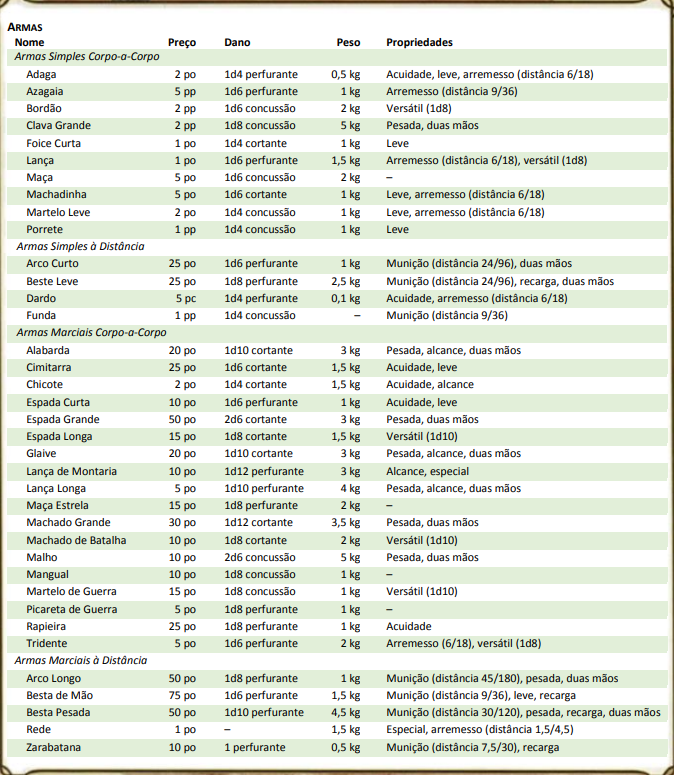 ARMAS
Nome Preço Dano Peso Propriedades
Armas Simples Corpo-a-Corpo
Adaga 2 po 1d4 perfurante 0,5 kg Acuidade, leve, arremesso (distância 6/18)
Azagaia 5 pp 1d6 perfurante 1 kg Arremesso (distância 9/36)
Bordão 2 pp 1d6 concussão 2 kg Versátil (1d8)
Clava Grande 2 pp 1d8 concussão 5 kg Pesada, duas mãos
Foice Curta 1 po 1d4 cortante 1 kg Leve
Lança 1 po 1d6 perfurante 1,5 kg Arremesso (distância 6/18), versátil (1d8)
Maça 5 po 1d6 concussão 2 kg –
Machadinha 5 po 1d6 cortante 1 kg Leve, arremesso (distância 6/18)
Martelo Leve 2 po 1d4 concussão 1 kg Leve, arremesso (distância 6/18)
Porrete 1 pp 1d4 concussão 1 kg Leve
Armas Simples à Distância
Arco Curto 25 po 1d6 perfurante 1 kg Munição (distância 24/96), duas mãos
Beste Leve 25 po 1d8 perfurante 2,5 kg Munição (distância 24/96), recarga, duas mãos
Dardo 5 pc 1d4 perfurante 0,1 kg Acuidade, arremesso (distância 6/18)
Funda 1 pp 1d4 concussão – Munição (distância 9/36)
Armas Marciais Corpo-a-Corpo
Alabarda 20 po 1d10 cortante 3 kg Pesada, alcance, duas mãos
Cimitarra 25 po 1d6 cortante 1,5 kg Acuidade, leve
Chicote 2 po 1d4 cortante 1,5 kg Acuidade, alcance
Espada Curta 10 po 1d6 perfurante 1 kg Acuidade, leve
Espada Grande 50 po 2d6 cortante 3 kg Pesada, duas mãos
Espada Longa 15 po 1d8 cortante 1,5 kg Versátil (1d10)
Glaive 20 po 1d10 cortante 3 kg Pesada, alcance, duas mãos
Lança de Montaria 10 po 1d12 perfurante 3 kg Alcance, especial
Lança Longa 5 po 1d10 perfurante 4 kg Pesada, alcance, duas mãos
Maça Estrela 15 po 1d8 perfurante 2 kg –
Machado Grande 30 po 1d12 cortante 3,5 kg Pesada, duas mãos
Machado de Batalha 10 po 1d8 cortante 2 kg Versátil (1d10)
Malho 10 po 2d6 concussão 5 kg Pesada, duas mãos
Mangual 10 po 1d8 concussão 1 kg –
Martelo de Guerra 15 po 1d8 concussão 1 kg Versátil (1d10)
Picareta de Guerra 5 po 1d8 perfurante 1 kg –
Rapieira 25 po 1d8 perfurante 1 kg Acuidade
Tridente 5 po 1d6 perfurante 2 kg Arremesso (6/18), versátil (1d8)
Armas Marciais à Distância
Arco Longo 50 po 1d8 perfurante 1 kg Munição (distância 45/180), pesada, duas mãos
Besta de Mão 75 po 1d6 perfurante 1,5 kg Munição (distância 9/36), leve, recarga
Besta Pesada 50 po 1d10 perfurante 4,5 kg Munição (distância 30/120), pesada, recarga, duas mãos
Rede 1 po – 1,5 kg Especial, arremesso (distância 1,5/4,5)
Zarabatana 10 po 1 perfurante 0,5 kg Munição (distância 7,5/30), recarga